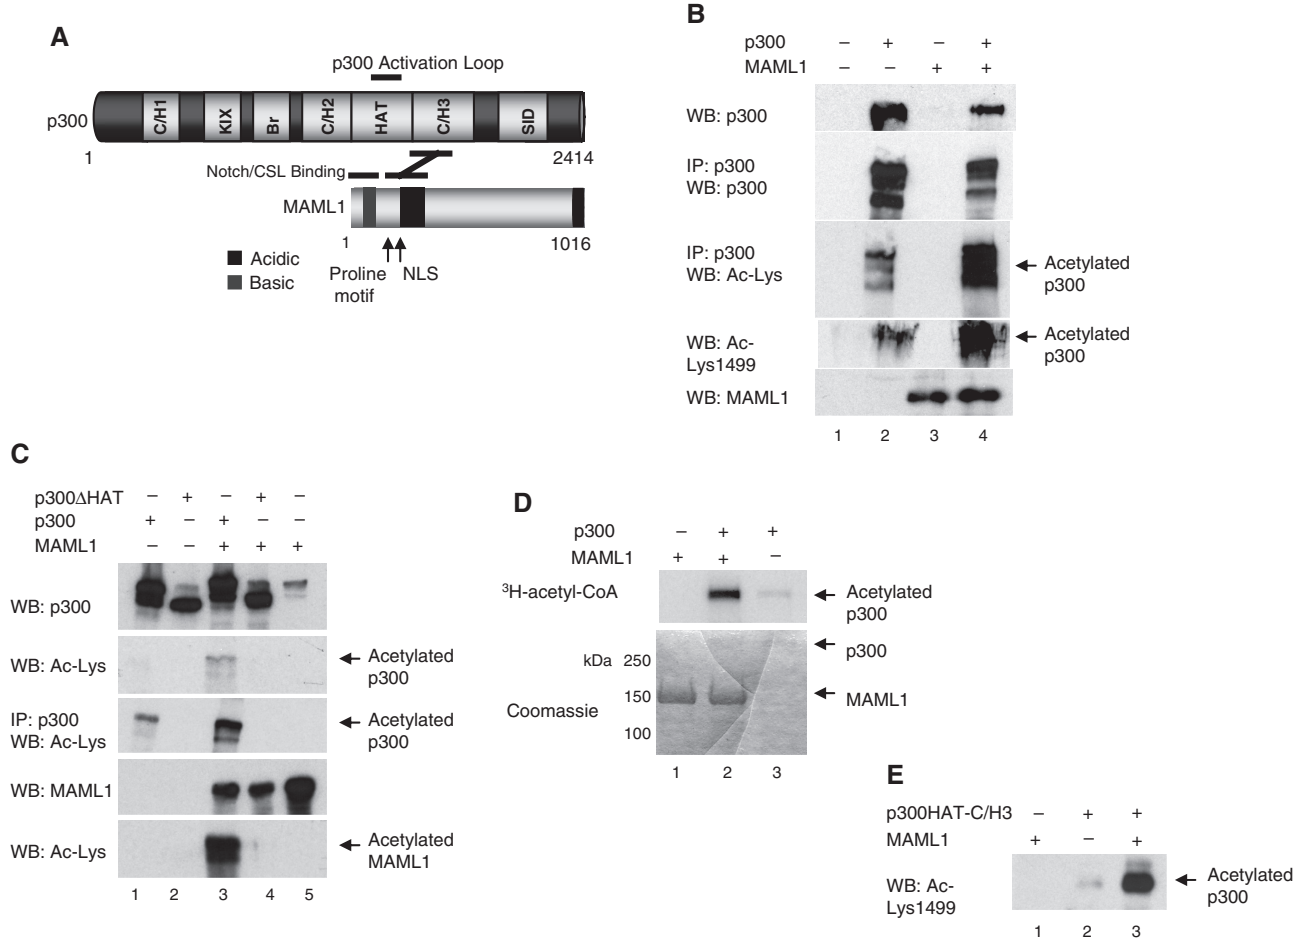 A
p300 Activation Loop
p300
C/H1
KIX
Br
C/H2
HAT
C/H3
SID
1
2414
Notch/CSL Binding
MAML1
1
1016
Acidic
Basic
Proline
motif
NLS
B
p300 – + – +
MAML1 – – + +
WB: p300
IP: p300
WB: p300
IP: p300
WB: Ac-Lys
Acetylated
p300
WB: Ac-
Lys1499
Acetylated
p300
WB: MAML1
1 2 3 4
C
p300ΔHAT – + – + –
p300 + – + – –
MAML1 – – + + +
WB: p300
WB: Ac-Lys
Acetylated
p300
IP: p300
WB: Ac-Lys
Acetylated
p300
WB: MAML1
WB: Ac-Lys
Acetylated
MAML1
1 2 3 4 5
D
p300 – + +
MAML1 + + –
³H-acetyl-CoA
Acetylated
p300
p300
kDa 250
150
MAML1
Coomassie
100
1 2 3
E
p300HAT-C/H3 – + +
MAML1 + – +
WB: Ac-
Lys1499
Acetylated
p300
1 2 3